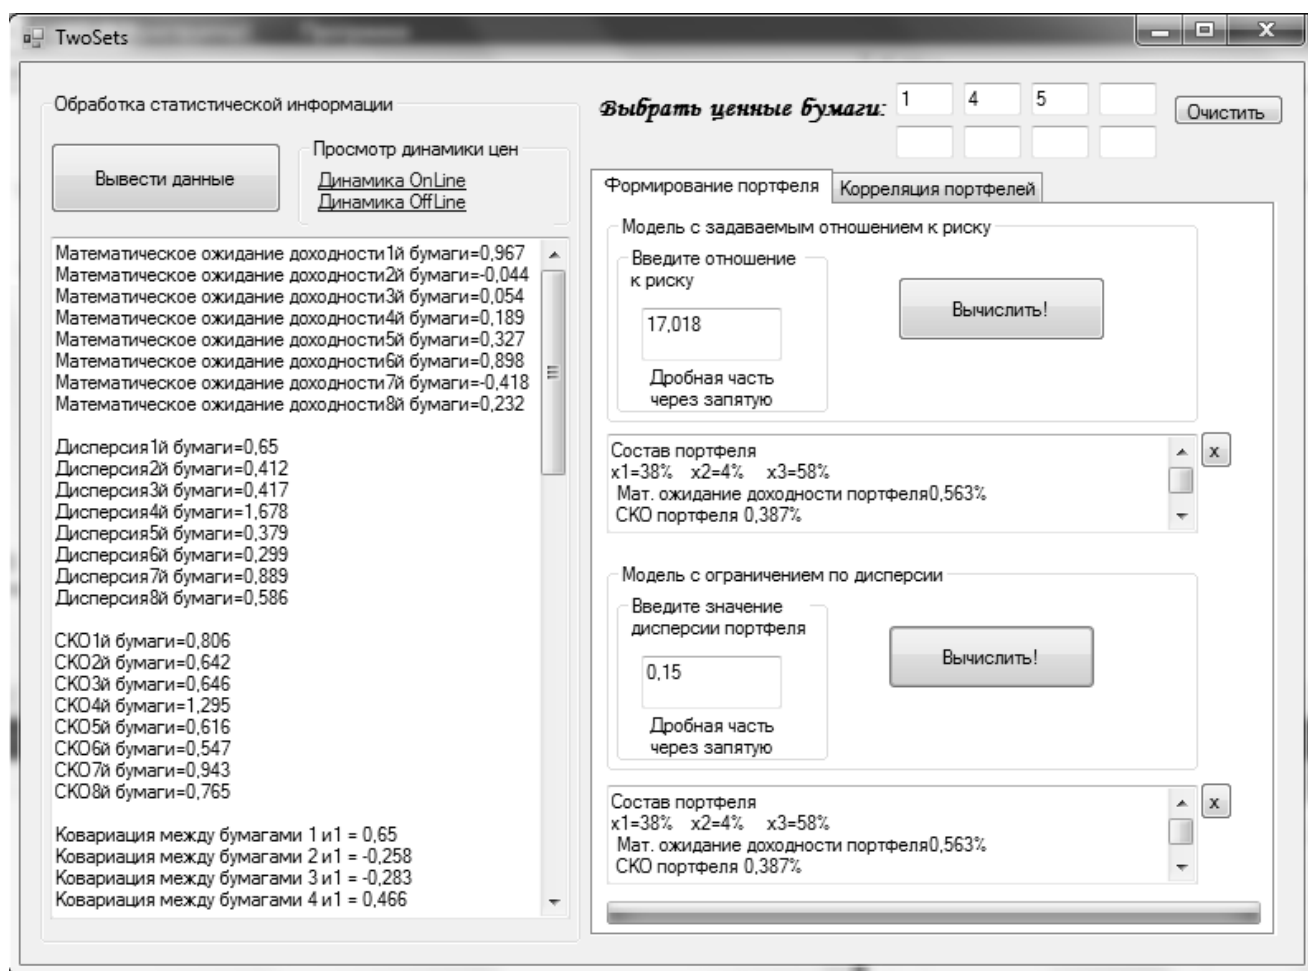 TwoSets
Обработка статистической информации
Вывести данные
Просмотр динамики цен
Динамика OnLine
Динамика OffLine
Математическое ожидание доходности1й бумаги=0,967
Математическое ожидание доходности2й бумаги=-0,044
Математическое ожидание доходности3й бумаги=0,054
Математическое ожидание доходности4й бумаги=0,189
Математическое ожидание доходности5й бумаги=0,327
Математическое ожидание доходности6й бумаги=0,898
Математическое ожидание доходности7й бумаги=-0,418
Математическое ожидание доходности8й бумаги=0,232
Дисперсия1й бумаги=0,65
Дисперсия2й бумаги=0,412
Дисперсия3й бумаги=0,417
Дисперсия4й бумаги=1,678
Дисперсия5й бумаги=0,379
Дисперсия6й бумаги=0,299
Дисперсия7й бумаги=0,889
Дисперсия8й бумаги=0,586
СКО1й бумаги=0,806
СКО2й бумаги=0,642
СКО3й бумаги=0,646
СКО4й бумаги=1,295
СКО5й бумаги=0,616
СКО6й бумаги=0,547
СКО7й бумаги=0,943
СКО8й бумаги=0,765
Ковариация между бумагами 1 и1 = 0,65
Ковариация между бумагами 2 и1 = -0,258
Ковариация между бумагами 3 и1 = -0,283
Ковариация между бумагами 4 и1 = 0,466
Выбрать ценные бумаги: 1 4 5
Очистить
Формирование портфеля Корреляция портфелей
Модель с задаваемым отношением к риску
Введите отношение
к риску
17,018
Дробная часть
через запятую
Вычислить!
Состав портфеля
x1=38% x2=4% x3=58%
Мат. ожидание доходности портфеля0,563%
СКО портфеля 0,387%
x
Модель с ограничением по дисперсии
Введите значение
дисперсии портфеля
0,15
Дробная часть
через запятую
Вычислить!
Состав портфеля
x1=38% x2=4% x3=58%
Мат. ожидание доходности портфеля0,563%
СКО портфеля 0,387%
x